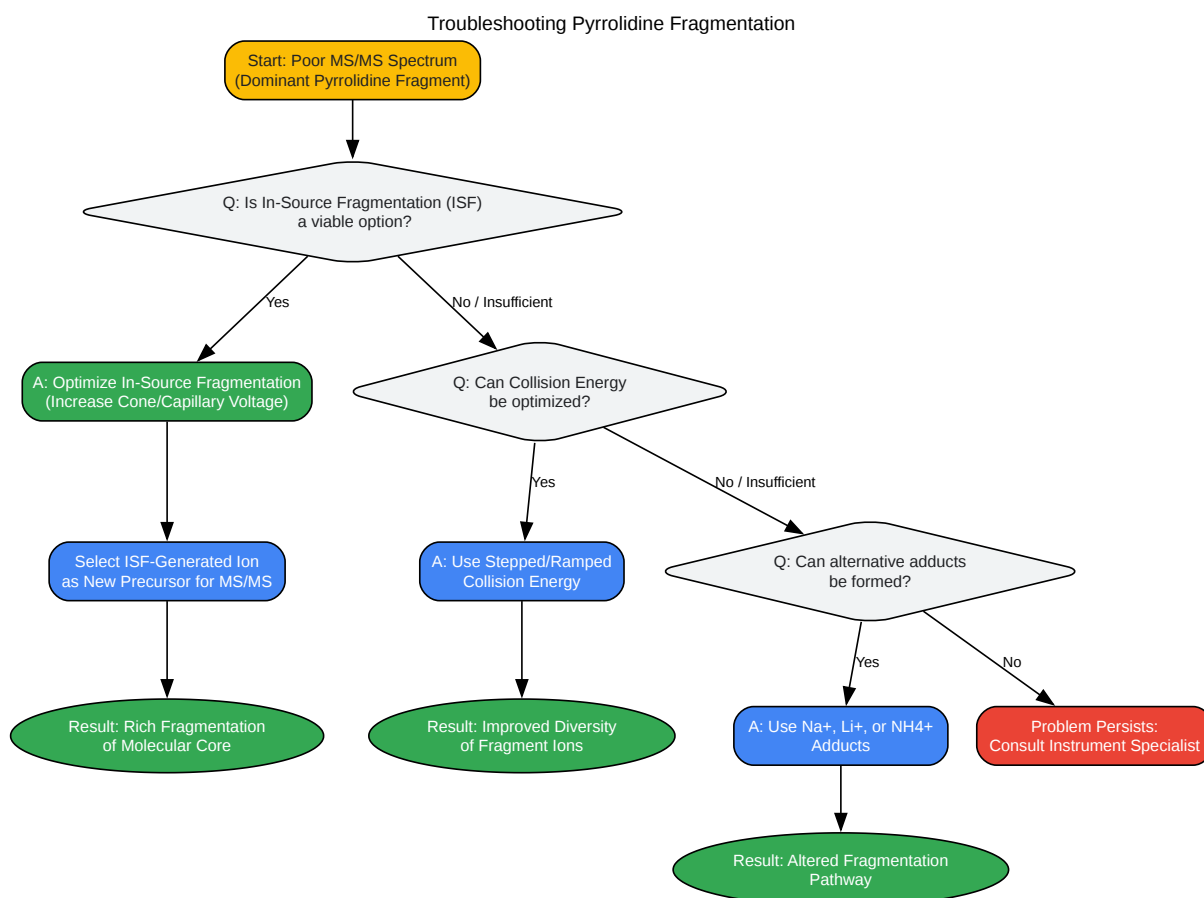 Troubleshooting Pyrrolidine Fragmentation
Start: Poor MS/MS Spectrum
(Dominant Pyrrolidine Fragment)
Q: Is In-Source Fragmentation (ISF)
a viable option?
Yes
No / Insufficient
A: Optimize In-Source Fragmentation
(Increase Cone/Capillary Voltage)
Q: Can Collision Energy
be optimized?
Yes
No / Insufficient
Select ISF-Generated Ion
as New Precursor for MS/MS
A: Use Stepped/Ramped
Collision Energy
Q: Can alternative adducts
be formed?
Yes
No
Result: Rich Fragmentation
of Molecular Core
Result: Improved Diversity
of Fragment Ions
A: Use Na+, Li+, or NH4+
Adducts
Problem Persists:
Consult Instrument Specialist
Result: Altered Fragmentation
Pathway